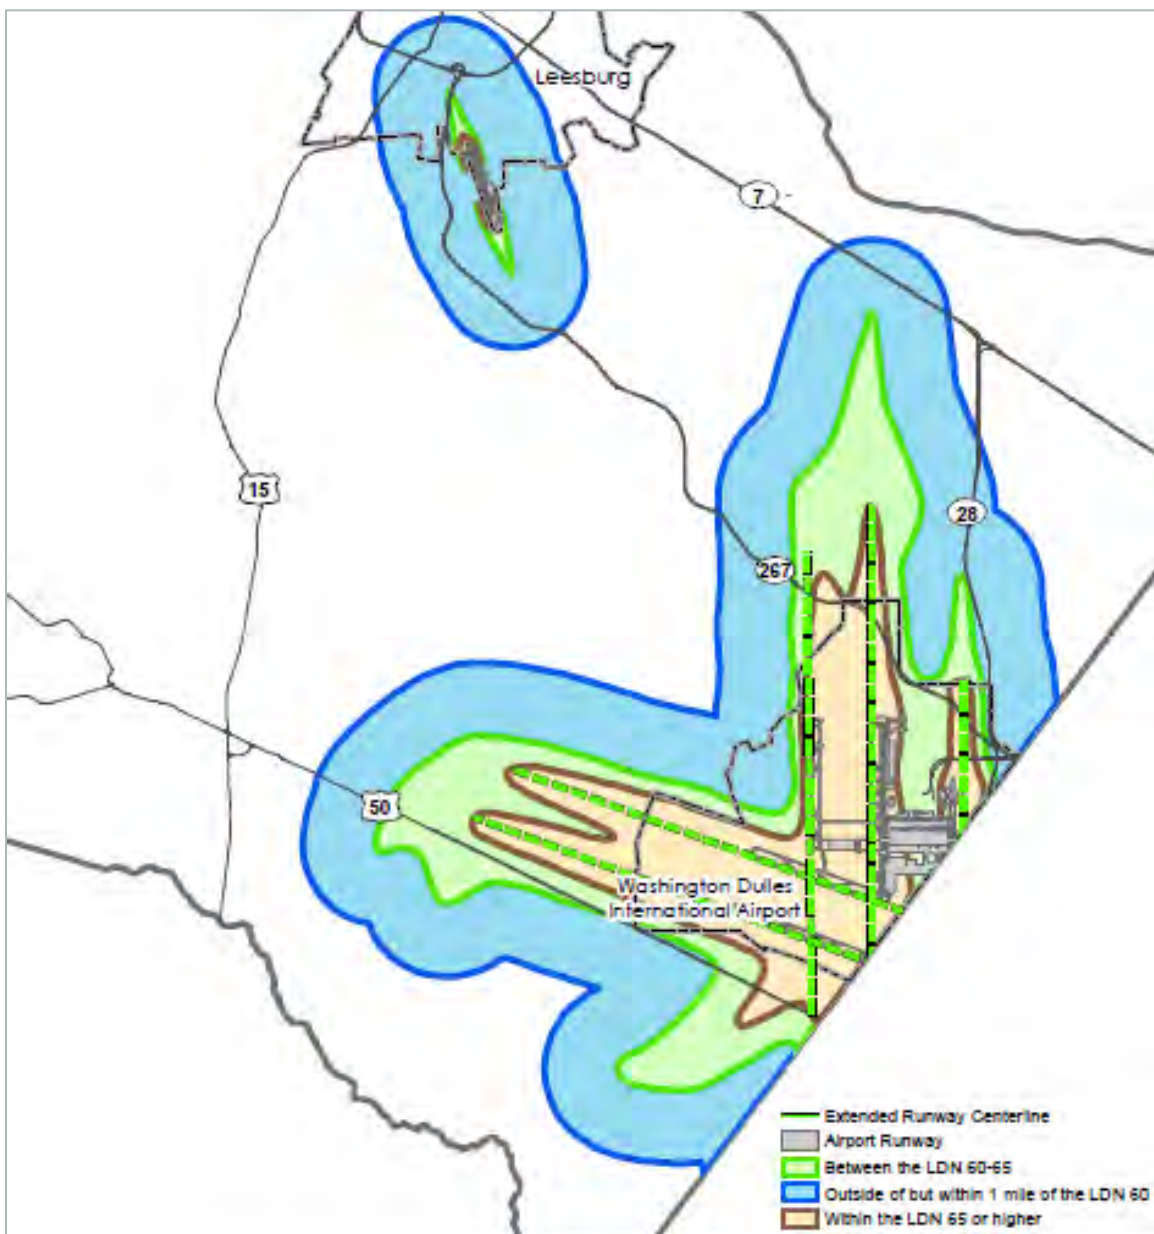 Leesburg
7
15
28
267
50
Washington Dulles
International Airport
Extended Runway Centerline
Airport Runway
Between the LDN 60-65
Outside of but within 1 mile of the LDN 60
Within the LDN 65 or higher